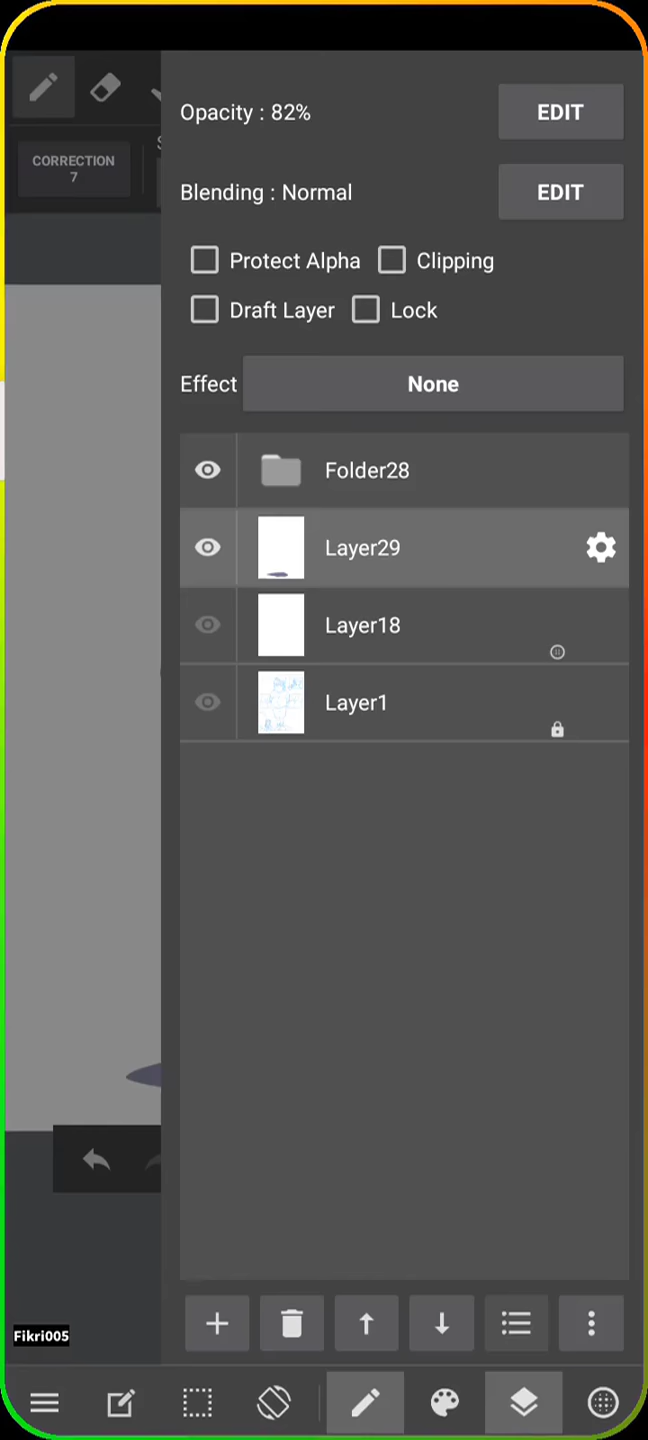 Opacity : 82%
EDIT
CORRECTION
7
Blending : Normal
EDIT
Protect Alpha
Clipping
Draft Layer
Lock
Effect
None
Folder28
Layer29
Layer18
Layer1
Fikri005